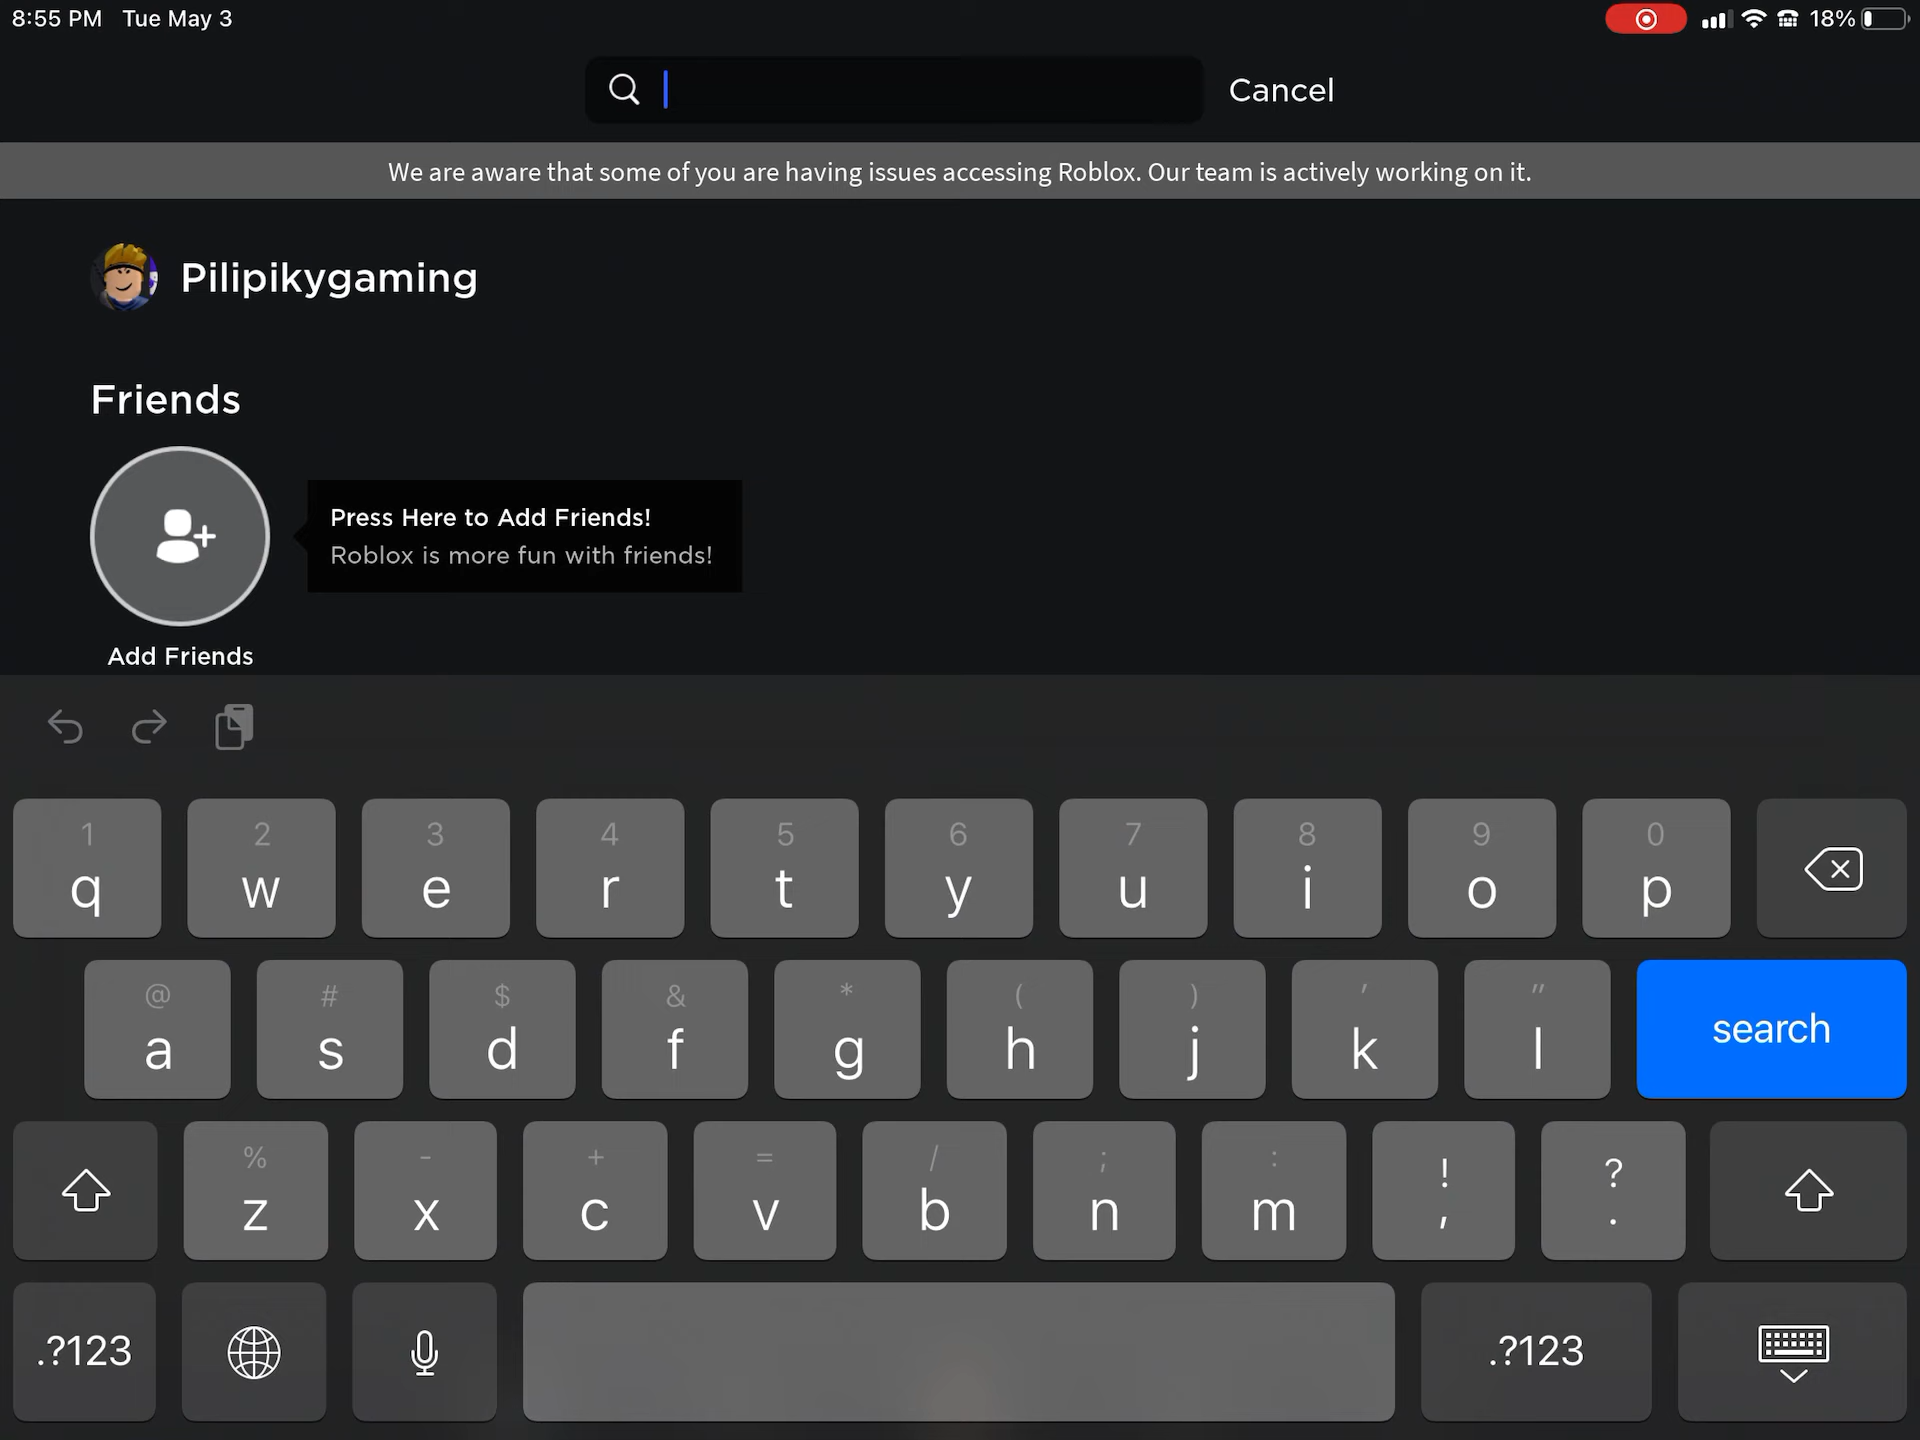 8:55 PM Tue May 3
18%
Cancel
We are aware that some of you are having issues accessing Roblox. Our team is actively working on it.
Pilipikygaming
Friends
Press Here to Add Friends!
Roblox is more fun with friends!
Add Friends
1 2 3 4 5 6 7 8 9 0
q w e r t y u i o p
@ # $ & * ( ) ' "
a s d f g h j k l search
% - + = / ; : ! ?
z x c v b n m , .
.?123 .?123